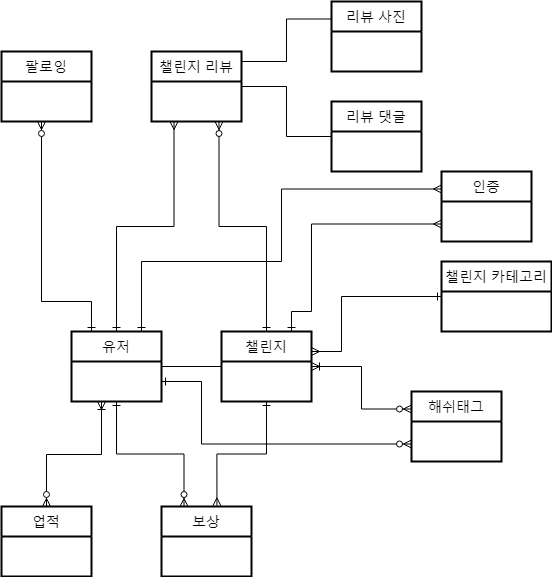 리뷰 사진
팔로잉
챌린지 리뷰
리뷰 댓글
인증
챌린지 카테고리
유저
챌린지
해쉬태그
업적
보상